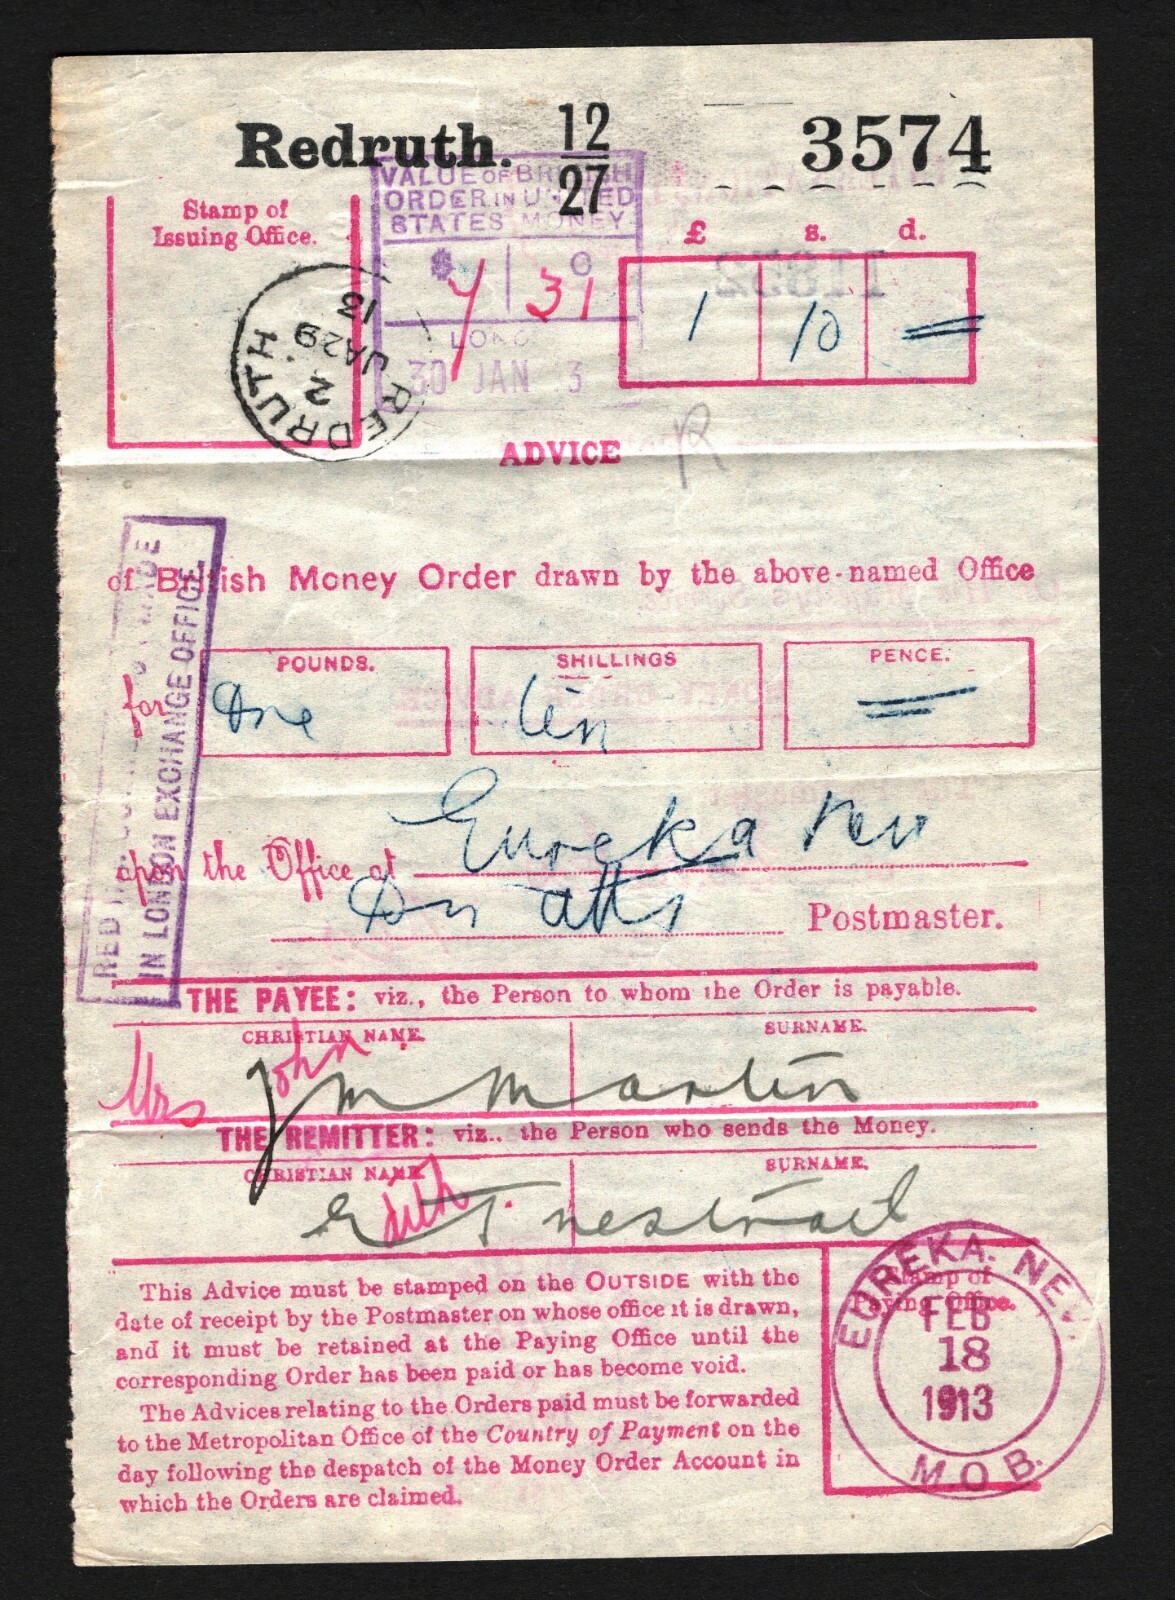 Redruth. 12/27 3574
Stamp of
Issuing Office.
VALUE OF BRITISH
ORDER IN UNITED
STATES MONEY
$ 0
7 31
LOND
30 JAN 3
£ s. d.
1 10 =
REDRUTH
2
JA 29
13
ADVICE
R
of British Money Order drawn by the above-named Office
POUNDS. SHILLINGS PENCE.
for One ten =
RED IN
MADE
IN LONDON EXCHANGE OFFICE
Eureka Nev
upon the Office at
Postmaster.
THE PAYEE: viz., the Person to whom the Order is payable.
CHRISTIAN NAME. SURNAME.
Mrs John
J M Martin
THE REMITTER: viz.. the Person who sends the Money.
CHRISTIAN NAME SURNAME.
Edith
EUREKA. NEV.
Stamp of
Paying Office.
FEB
18
1913
M.O.B.
This Advice must be stamped on the OUTSIDE with the
date of receipt by the Postmaster on whose office it is drawn,
and it must be retained at the Paying Office until the
corresponding Order has been paid or has become void.
The Advices relating to the Orders paid must be forwarded
to the Metropolitan Office of the Country of Payment on the
day following the despatch of the Money Order Account in
which the Orders are claimed.